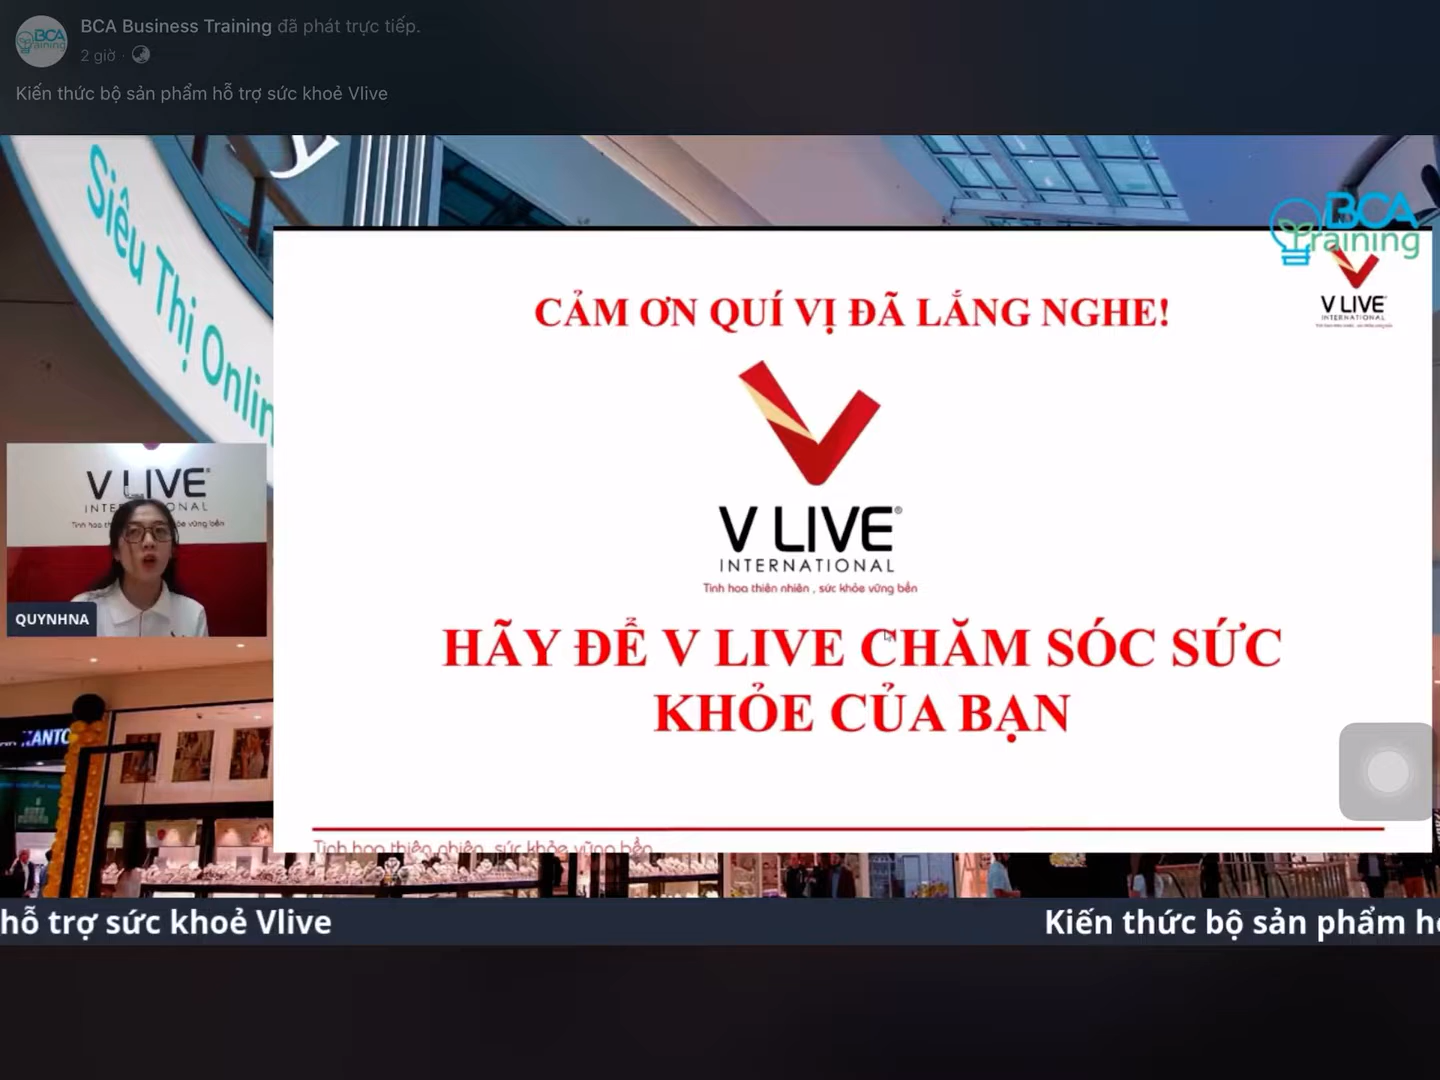 BCA Business Training đã phát trực tiếp.
2 giờ ·
Kiến thức bộ sản phẩm hỗ trợ sức khoẻ Vlive
Siêu Thị Onlin
BCA
Training
V LIVE
INTERNATIONAL
CẢM ƠN QUÍ VỊ ĐÃ LẮNG NGHE!
V LIVE®
INTERNATIONAL
Tinh hoa thiên nhiên , sức khỏe vững bền
HÃY ĐỂ V LIVE CHĂM SÓC SỨC
KHỎE CỦA BẠN
Tinh hoa thiên nhiên , sức khỏe vững bền
V LIVE®
QUYNHNA
hỗ trợ sức khoẻ Vlive
Kiến thức bộ sản phẩm